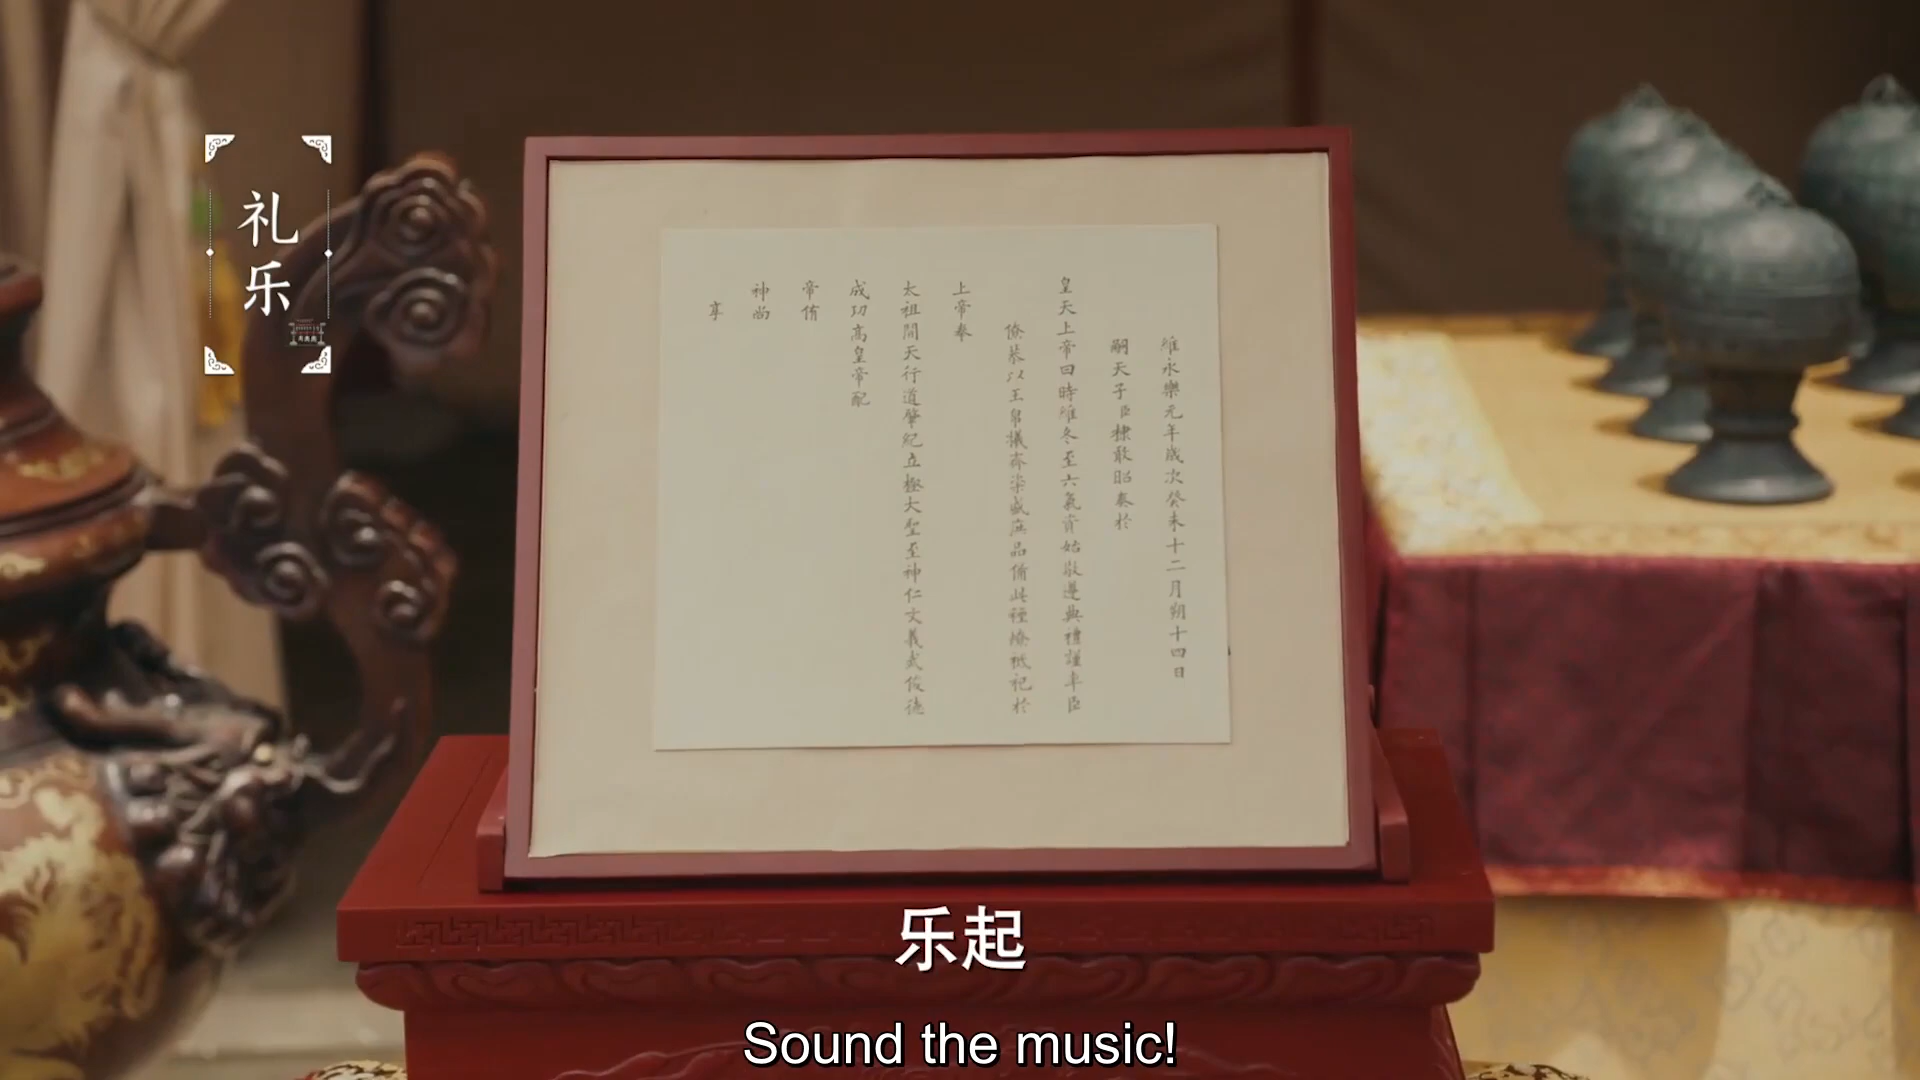 礼乐
維永樂元年歲次癸未十二月朔十四日
嗣天子臣棣敢昭奏於
皇天上帝曰時維冬至六氣資始敬遵典禮謹率臣
僚恭以玉帛犧齊粢盛庶品備此禋燎祗祀於
上帝奉
太祖開天行道肇紀立極大聖至神仁文義武俊德
成功高皇帝配
帝侑
神尚
享
乐起
Sound the music!